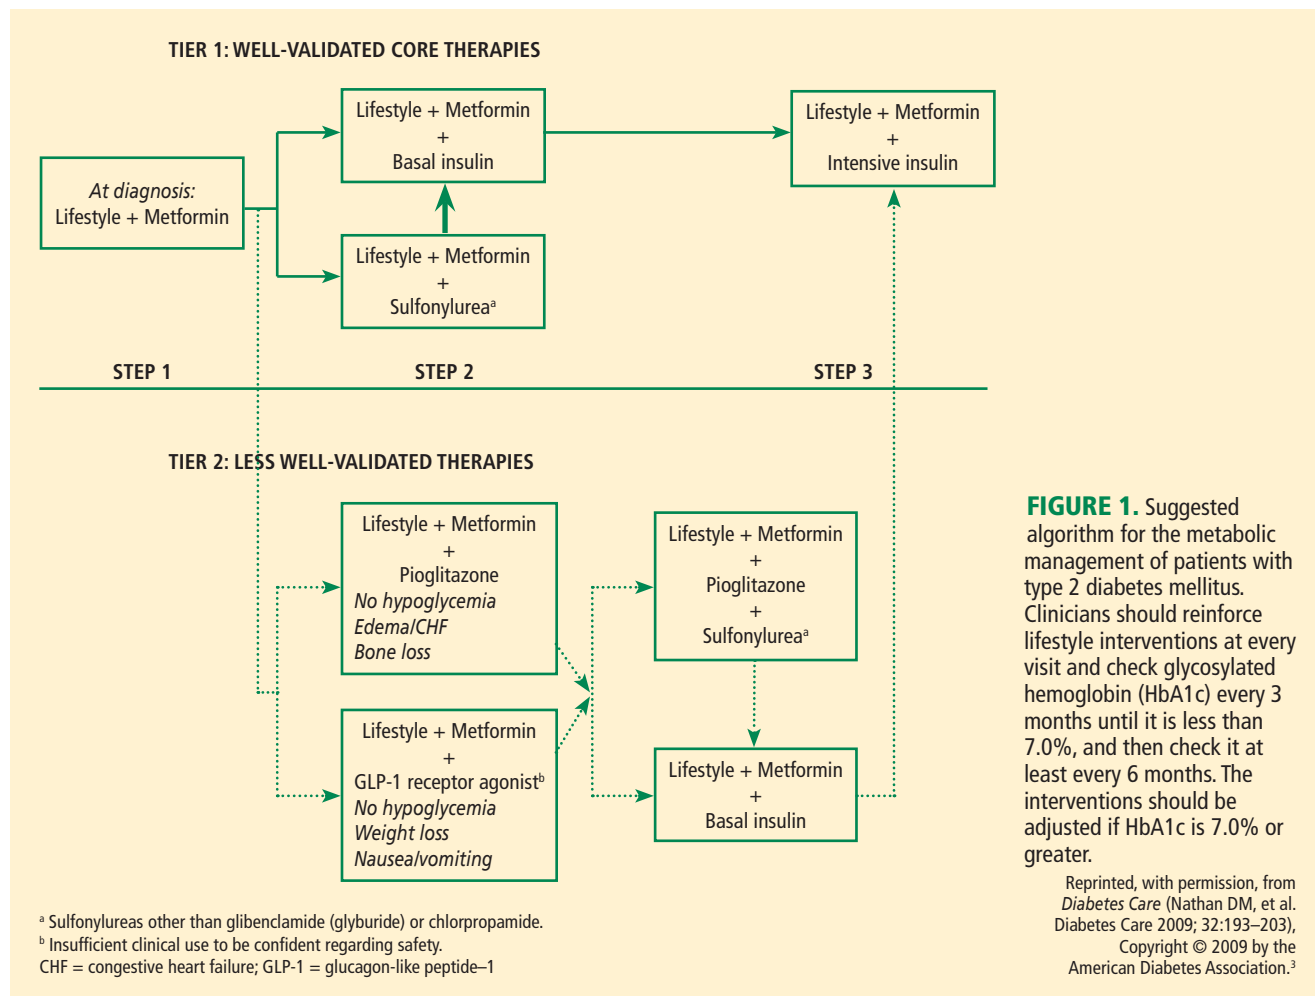 TIER 1: WELL-VALIDATED CORE THERAPIES
At diagnosis:
Lifestyle + Metformin
Lifestyle + Metformin
+
Basal insulin
Lifestyle + Metformin
+
Sulfonylureaᵃ
Lifestyle + Metformin
+
Intensive insulin
STEP 1
STEP 2
STEP 3
TIER 2: LESS WELL-VALIDATED THERAPIES
Lifestyle + Metformin
+
Pioglitazone
No hypoglycemia
Edema/CHF
Bone loss
Lifestyle + Metformin
+
GLP-1 receptor agonistᵇ
No hypoglycemia
Weight loss
Nausea/vomiting
Lifestyle + Metformin
+
Pioglitazone
+
Sulfonylureaᵃ
Lifestyle + Metformin
+
Basal insulin
ᵃ Sulfonylureas other than glibenclamide (glyburide) or chlorpropamide.
ᵇ Insufficient clinical use to be confident regarding safety.
CHF = congestive heart failure; GLP-1 = glucagon-like peptide–1
FIGURE 1. Suggested
algorithm for the metabolic
management of patients with
type 2 diabetes mellitus.
Clinicians should reinforce
lifestyle interventions at every
visit and check glycosylated
hemoglobin (HbA1c) every 3
months until it is less than
7.0%, and then check it at
least every 6 months. The
interventions should be
adjusted if HbA1c is 7.0% or
greater.
Reprinted, with permission, from
Diabetes Care (Nathan DM, et al.
Diabetes Care 2009; 32:193–203),
Copyright © 2009 by the
American Diabetes Association.³